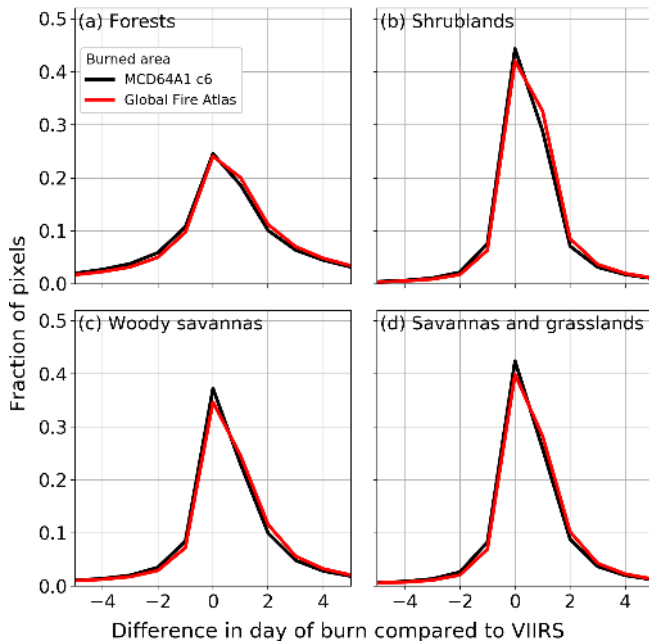 (a) Forests
(b) Shrublands
Burned area
MCD64A1 c6
Global Fire Atlas
0.5
0.4
0.3
0.2
0.1
0.0
(c) Woody savannas
(d) Savannas and grasslands
0.5
0.4
0.3
0.2
0.1
0.0
Fraction of pixels
−4 −2 0 2 4
−4 −2 0 2 4
Difference in day of burn compared to VIIRS